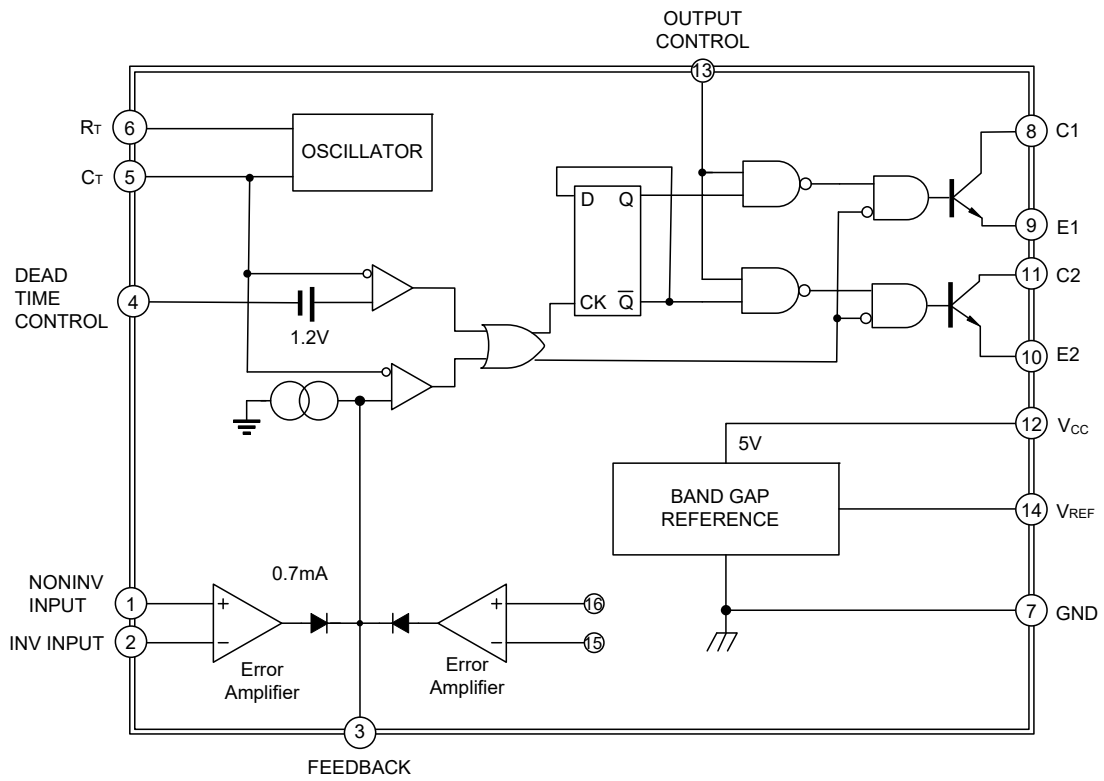 OUTPUT
CONTROL
13
RT
6
OSCILLATOR
8
C1
CT
5
D Q
9
E1
DEAD
TIME
CONTROL
4
1.2V
CK Q̅
11
C2
10
E2
12
VCC
5V
BAND GAP
REFERENCE
14
VREF
0.7mA
NONINV
INPUT
1
+
+
16
7
GND
INV INPUT
2
−
−
15
Error
Amplifier
Error
Amplifier
3
FEEDBACK